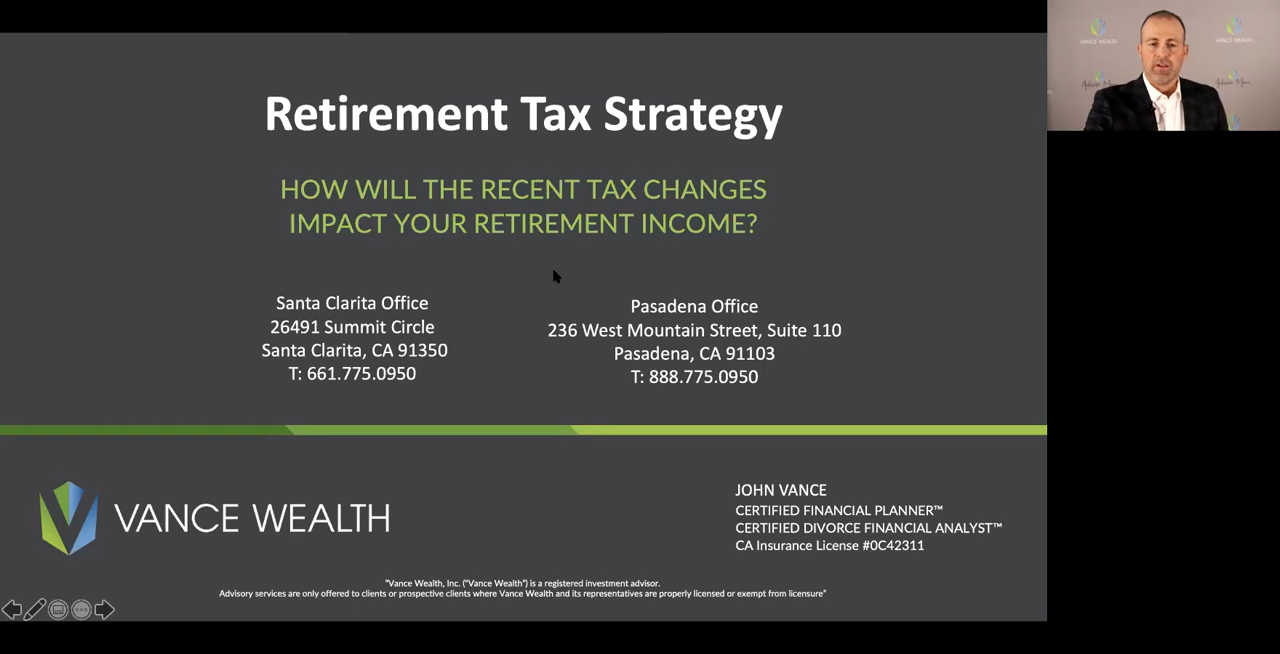 Retirement Tax Strategy
HOW WILL THE RECENT TAX CHANGES
IMPACT YOUR RETIREMENT INCOME?
Santa Clarita Office
26491 Summit Circle
Santa Clarita, CA 91350
T: 661.775.0950
Pasadena Office
236 West Mountain Street, Suite 110
Pasadena, CA 91103
T: 888.775.0950
VANCE WEALTH
JOHN VANCE
CERTIFIED FINANCIAL PLANNER™
CERTIFIED DIVORCE FINANCIAL ANALYST™
CA Insurance License #0C42311
“Vance Wealth, Inc. (“Vance Wealth”) is a registered investment advisor.
Advisory services are only offered to clients or prospective clients where Vance Wealth and its representatives are properly licensed or exempt from licensure”
VANCE WEALTH
VANCE WEALTH